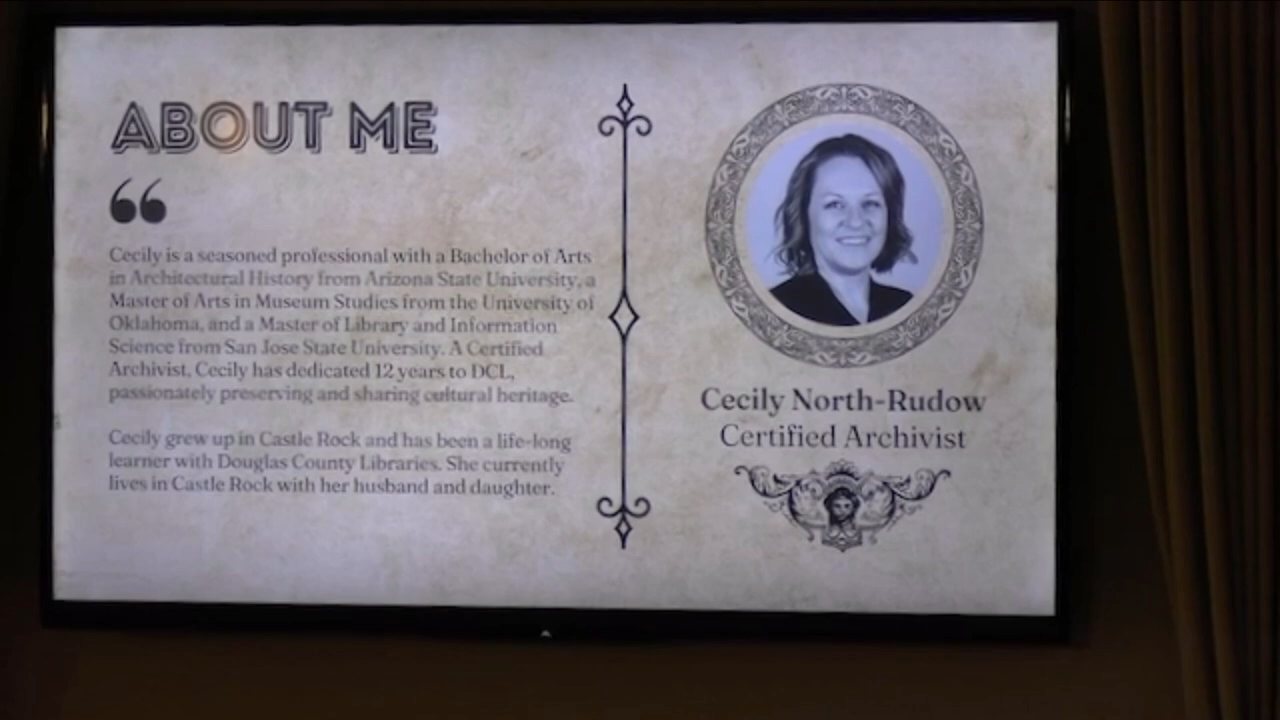 ABOUT ME
“
Cecily is a seasoned professional with a Bachelor of Arts
in Architectural History from Arizona State University, a
Master of Arts in Museum Studies from the University of
Oklahoma, and a Master of Library and Information
Science from San Jose State University. A Certified
Archivist, Cecily has dedicated 12 years to DCL,
passionately preserving and sharing cultural heritage.
Cecily grew up in Castle Rock and has been a life-long
learner with Douglas County Libraries. She currently
lives in Castle Rock with her husband and daughter.
Cecily North-Rudow
Certified Archivist